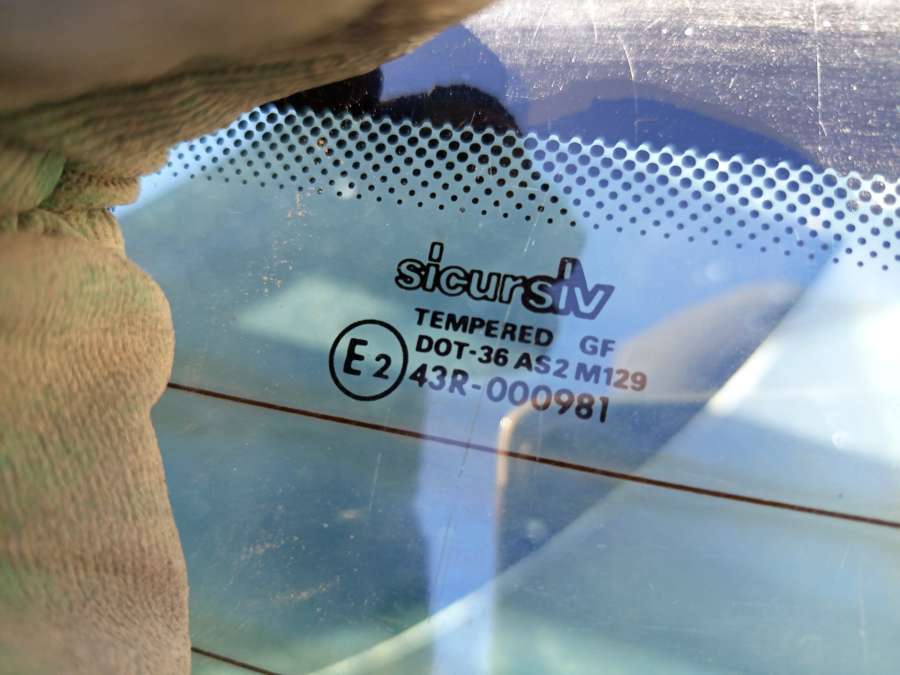 sicursiv
TEMPERED GF
E2 DOT-36 AS2 M129
43R-000981